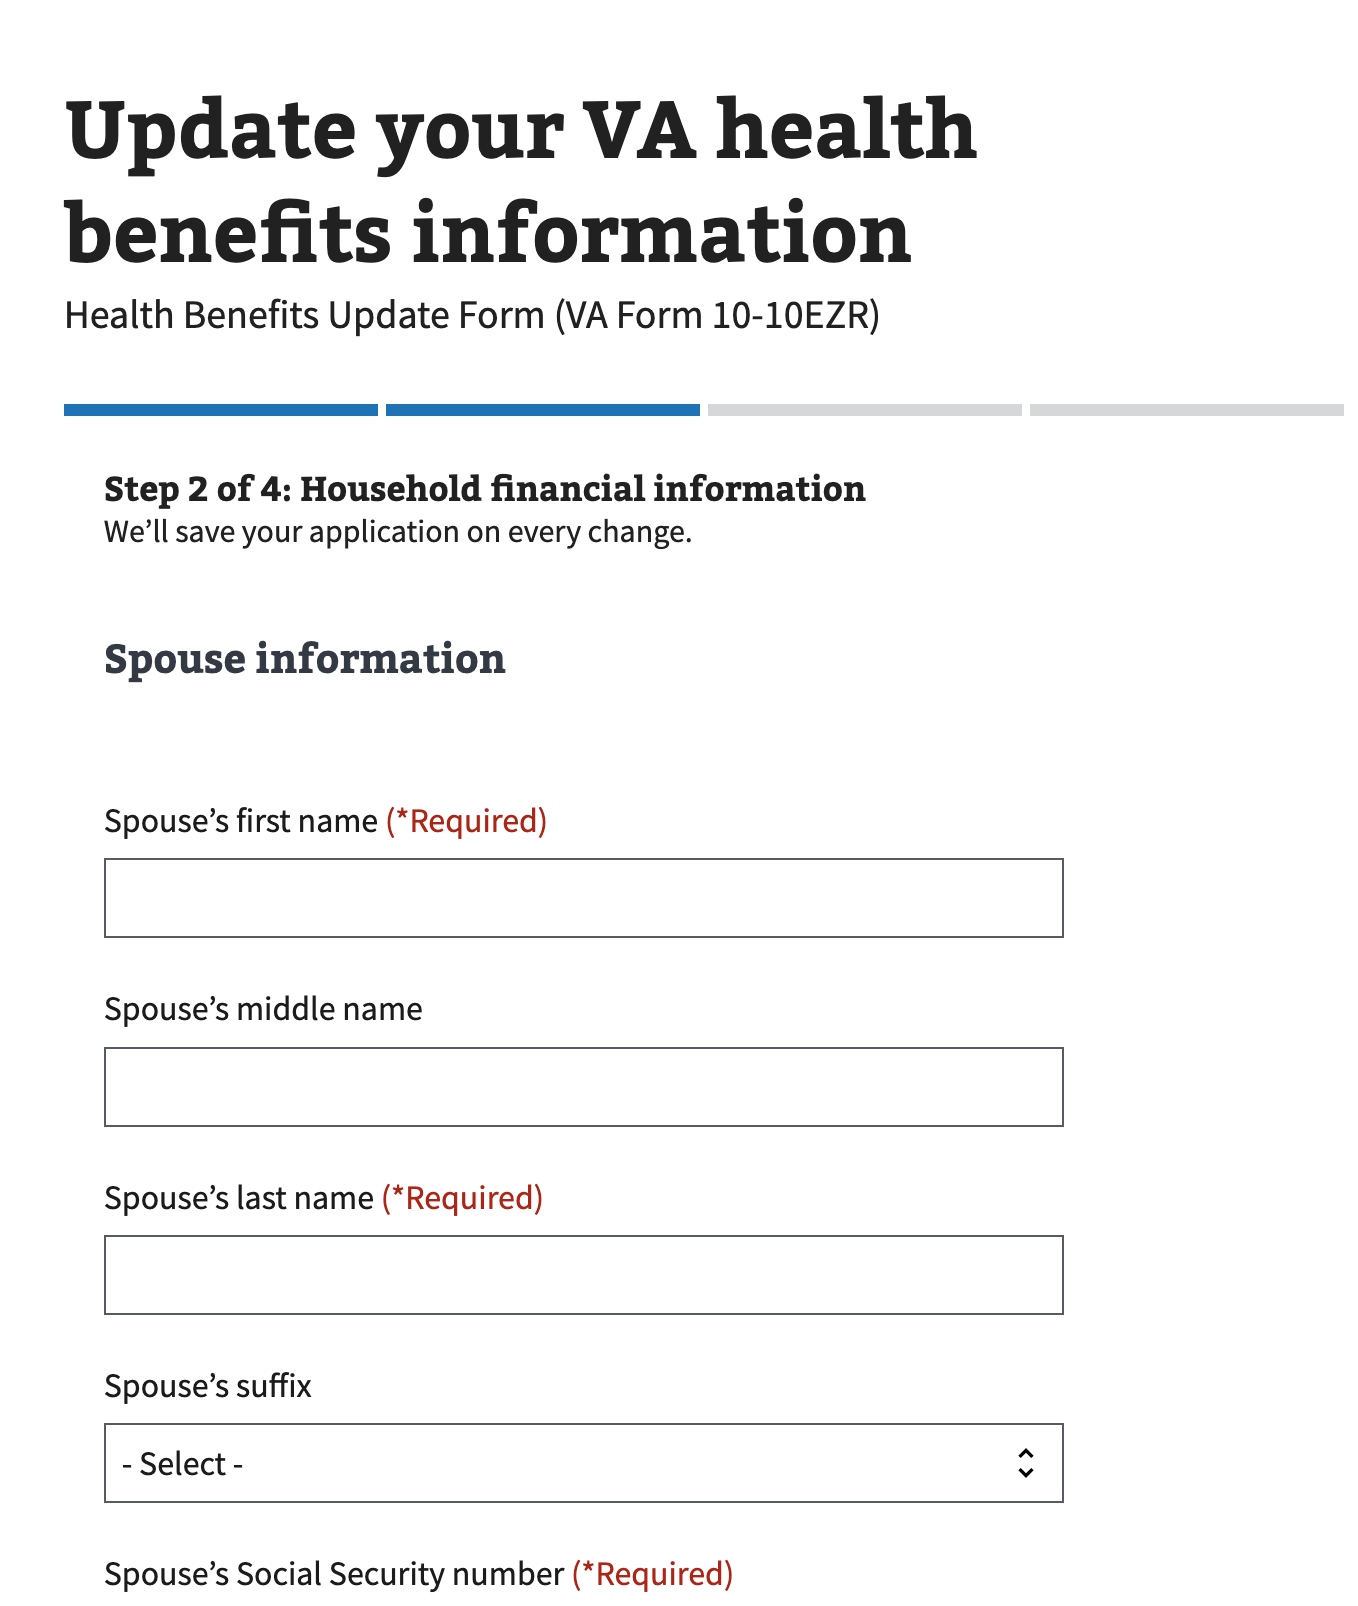 Update your VA health
benefits information
Health Benefits Update Form (VA Form 10-10EZR)
Step 2 of 4: Household financial information
We’ll save your application on every change.
Spouse information
Spouse’s first name (*Required)
Spouse’s middle name
Spouse’s last name (*Required)
Spouse’s suffix
- Select -
Spouse’s Social Security number (*Required)